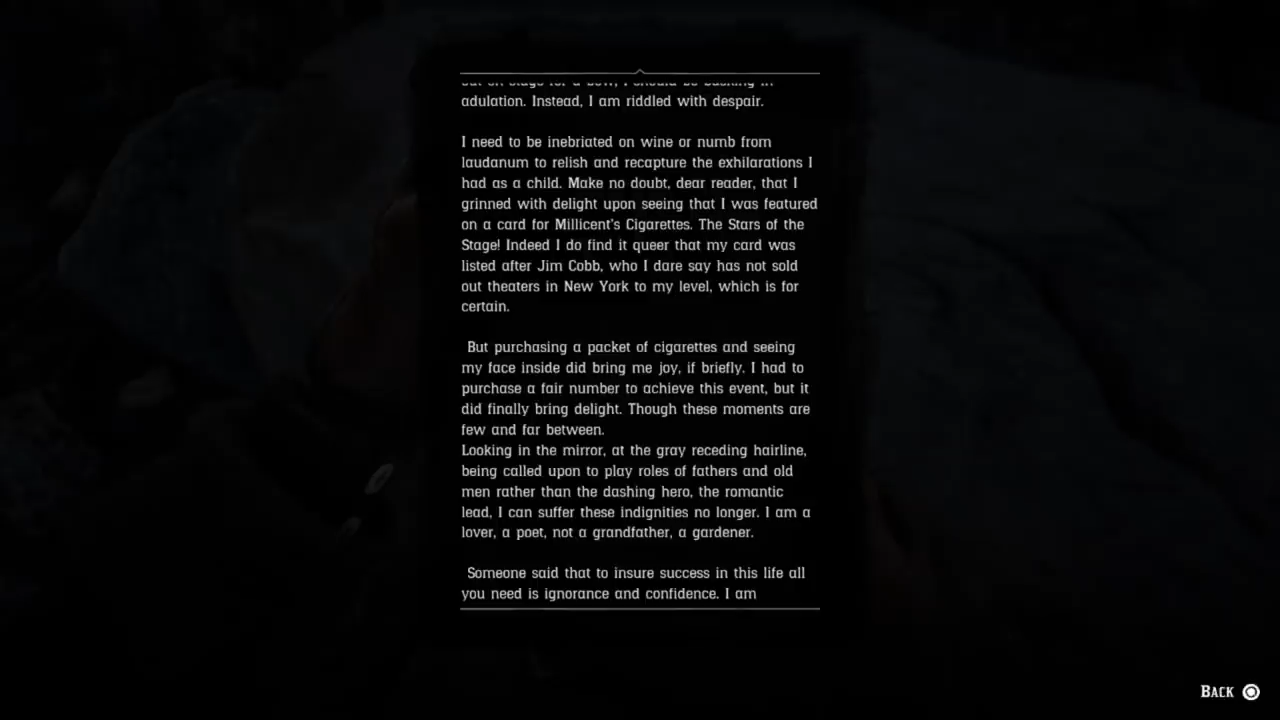 adulation. Instead, I am riddled with despair.
I need to be inebriated on wine or numb from
laudanum to relish and recapture the exhilarations I
had as a child. Make no doubt, dear reader, that I
grinned with delight upon seeing that I was featured
on a card for Millicent's Cigarettes. The Stars of the
Stage! Indeed I do find it queer that my card was
listed after Jim Cobb, who I dare say has not sold
out theaters in New York to my level, which is for
certain.
But purchasing a packet of cigarettes and seeing
my face inside did bring me joy, if briefly. I had to
purchase a fair number to achieve this event, but it
did finally bring delight. Though these moments are
few and far between.
Looking in the mirror, at the gray receding hairline,
being called upon to play roles of fathers and old
men rather than the dashing hero, the romantic
lead, I can suffer these indignities no longer. I am a
lover, a poet, not a grandfather, a gardener.
Someone said that to insure success in this life all
you need is ignorance and confidence. I am
BACK